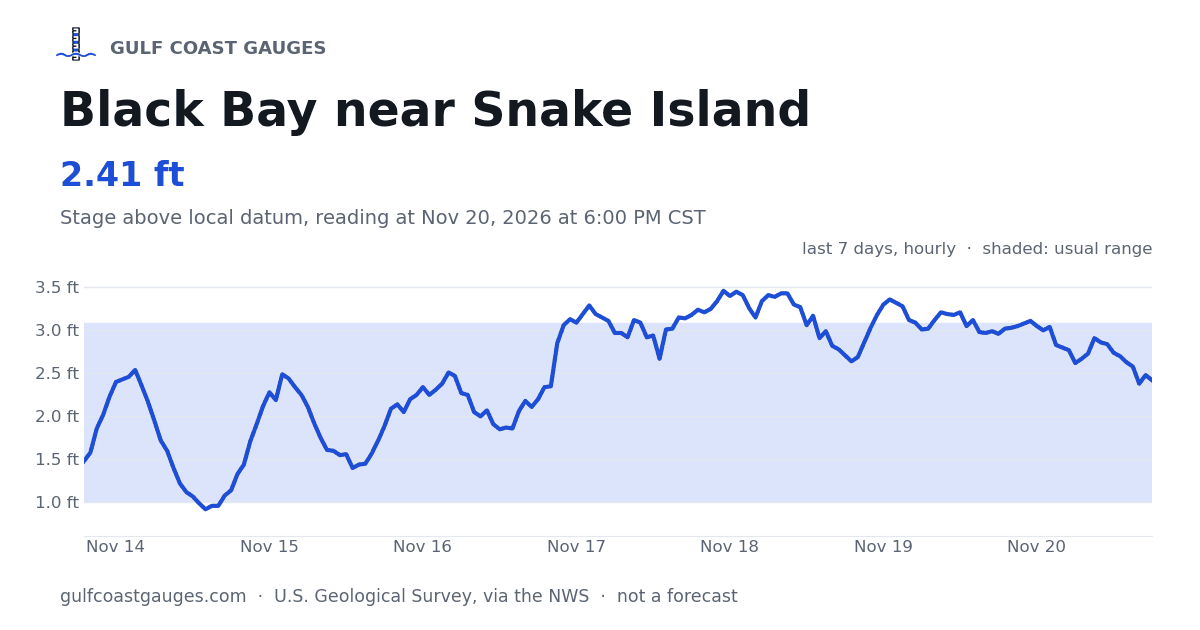 GULF COAST GAUGES
Black Bay near Snake Island
2.41 ft
Stage above local datum, reading at Nov 20, 2026 at 6:00 PM CST
last 7 days, hourly · shaded: usual range
3.5 ft
3.0 ft
2.5 ft
2.0 ft
1.5 ft
1.0 ft
Nov 14 Nov 15 Nov 16 Nov 17 Nov 18 Nov 19 Nov 20
gulfcoastgauges.com · U.S. Geological Survey, via the NWS · not a forecast